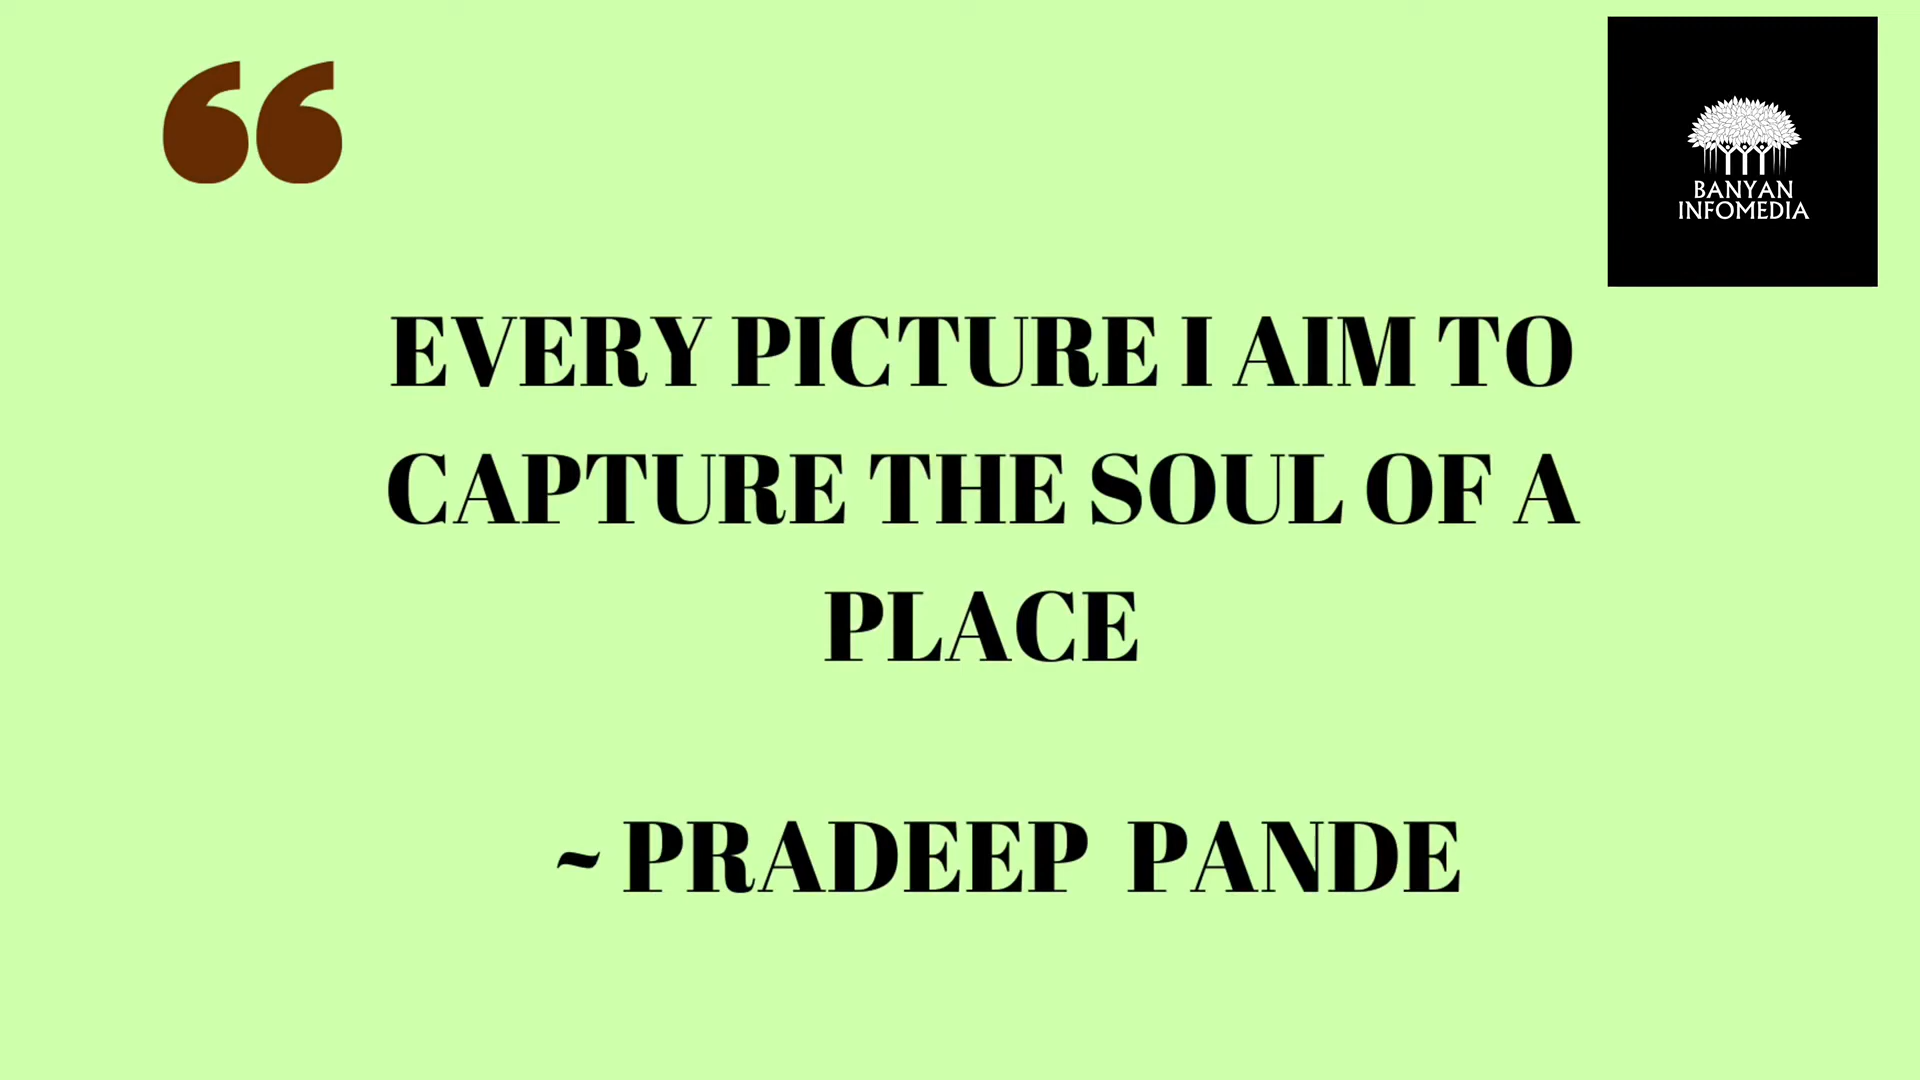 “
BANYAN
INFOMEDIA
EVERY PICTURE I AIM TO
CAPTURE THE SOUL OF A
PLACE
~ PRADEEP PANDE